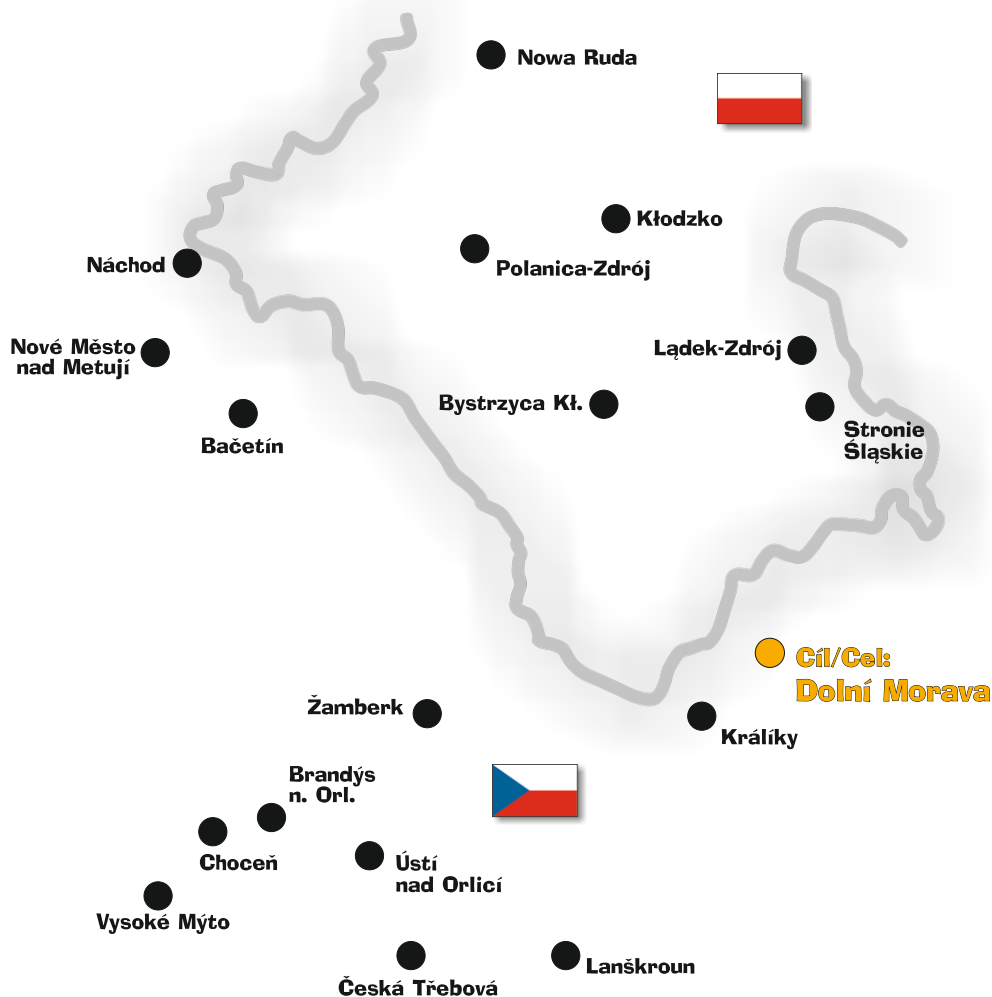 Nowa Ruda
Kłodzko
Náchod
Polanica-Zdrój
Nové Město
nad Metují
Lądek-Zdrój
Bystrzyca Kł.
Bačetín
Stronie
Śląskie
Cíl/Cel:
Dolní Morava
Žamberk
Králíky
Brandýs
n. Orl.
Choceň
Ústí
nad Orlicí
Vysoké Mýto
Lanškroun
Česká Třebová